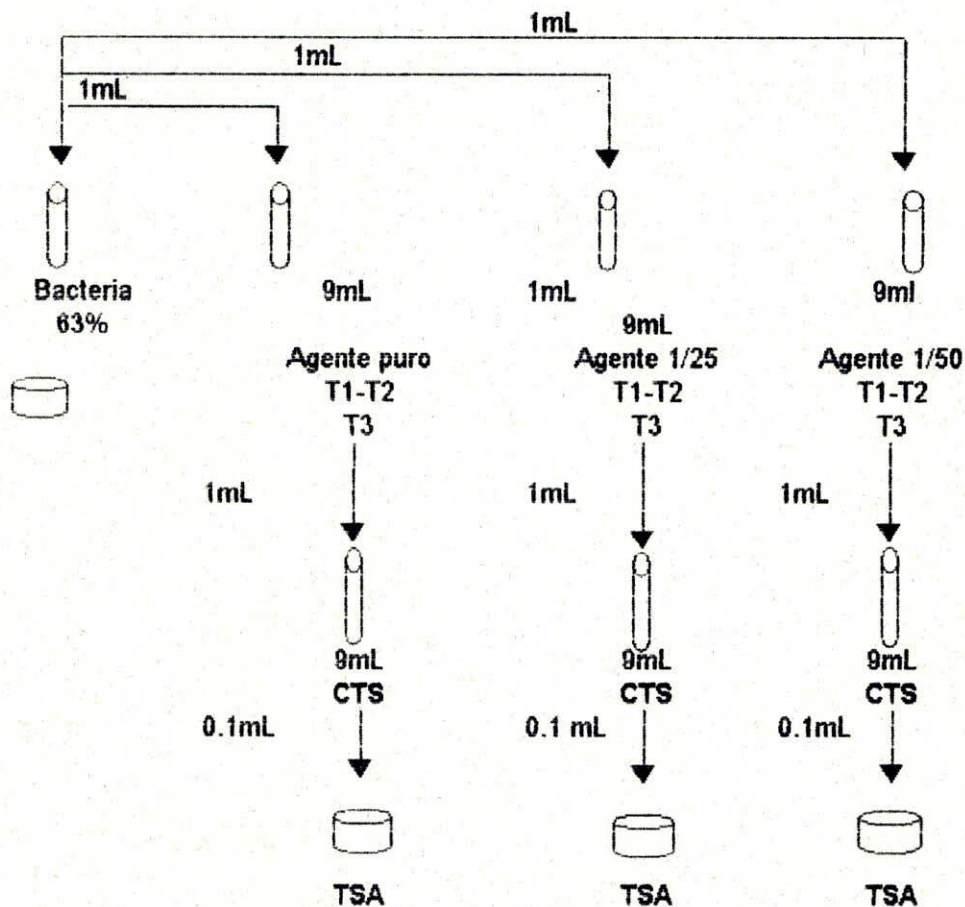 1mL
1mL
1mL
Bacteria
63%
9mL
1mL
9mL
9ml
Agente puro
T1-T2
T3
Agente 1/25
T1-T2
T3
Agente 1/50
T1-T2
T3
1mL
1mL
1mL
9mL
CTS
9mL
CTS
9mL
CTS
0.1mL
0.1 mL
0.1mL
TSA
TSA
TSA